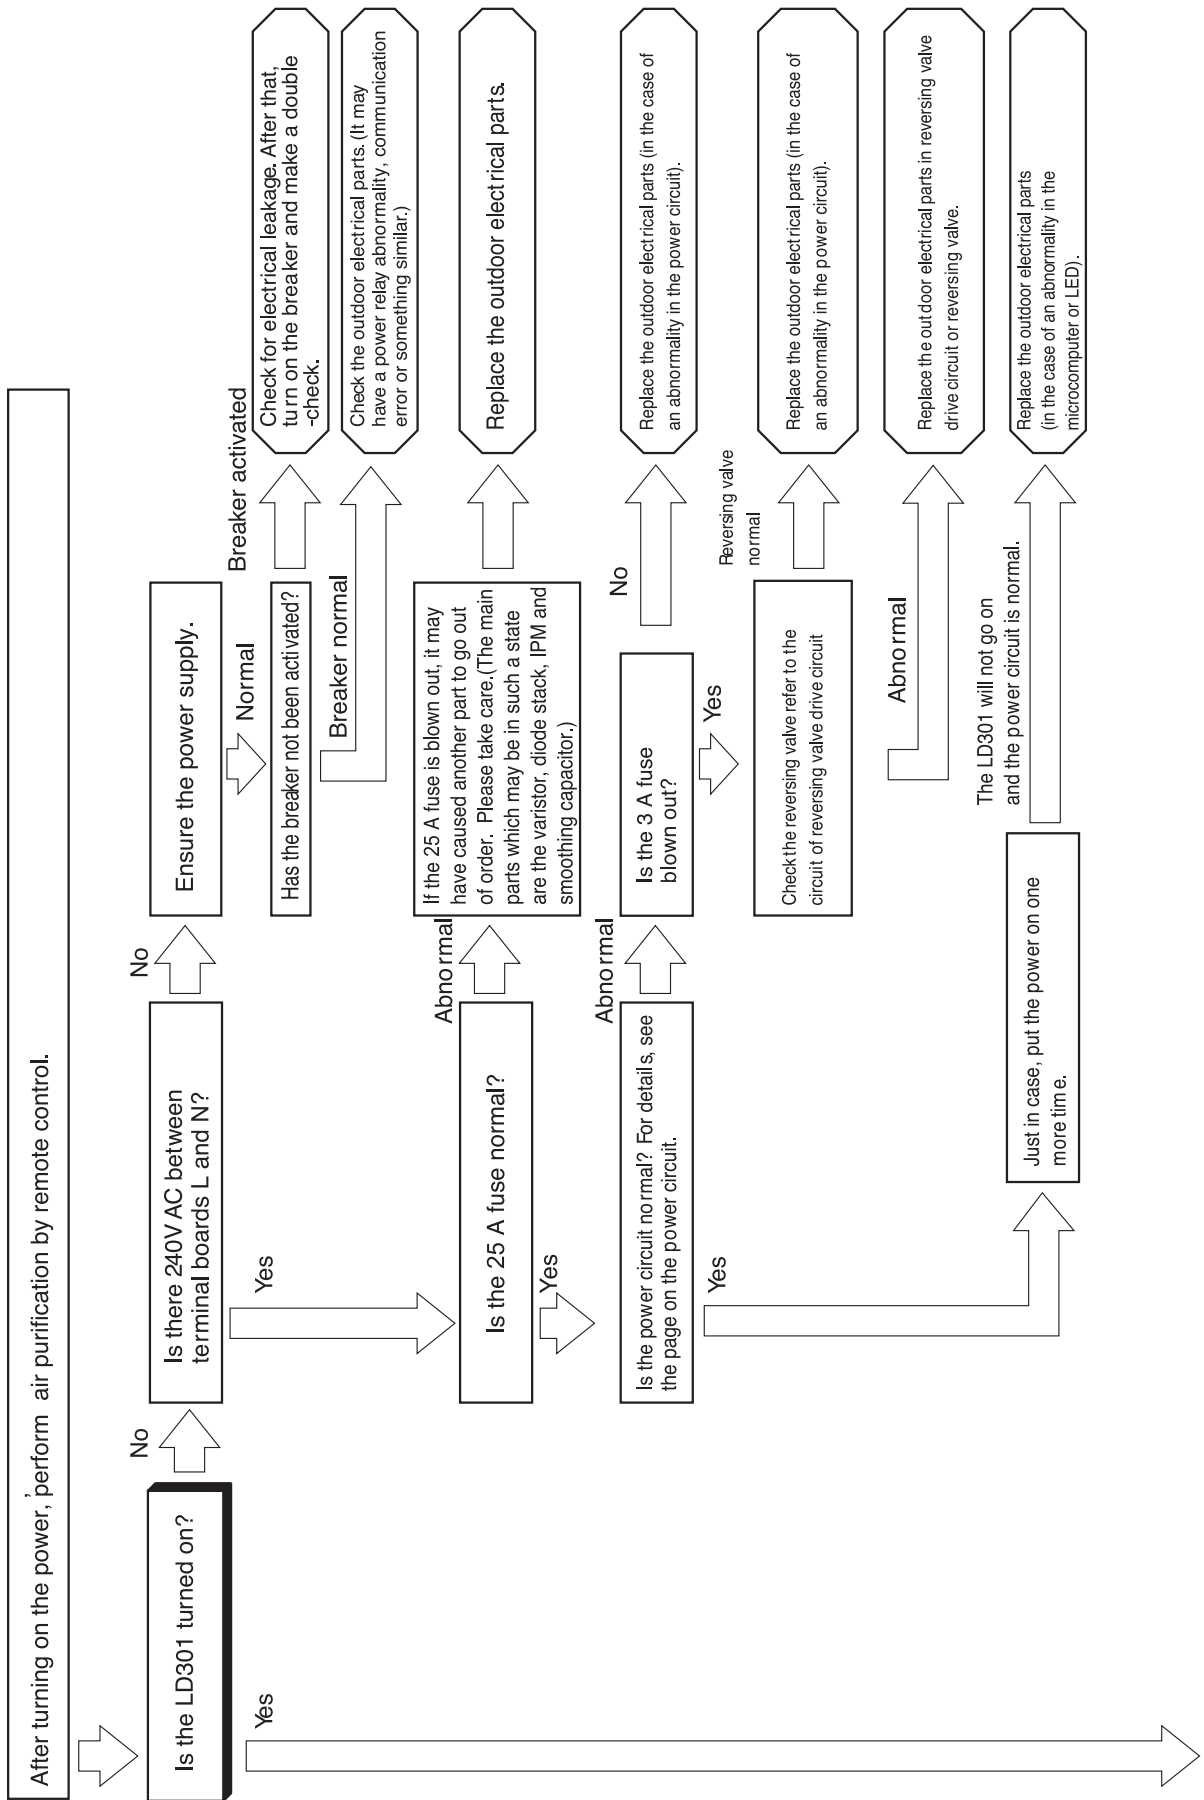 After turning on the power,’perform air purification by remote control.
Is the LD301 turned on?
No
Yes
Is there 240V AC between
terminal boards L and N?
No
Yes
Ensure the power supply.
Normal
Has the breaker not been activated?
Breaker activated
Check for electrical leakage. After that,
turn on the breaker and make a double
-check.
Breaker normal
Check the outdoor electrical parts. (It may
have a power relay abnormality, communication
error or something similar.)
Is the 25 A fuse normal?
Abnormal
Yes
If the 25 A fuse is blown out, it may
have caused another part to go out
of order. Please take care.(The main
parts which may be in such a state
are the varistor, diode stack, IPM and
smoothing capacitor.)
Replace the outdoor electrical parts.
Is the power circuit normal? For details, see
the page on the power circuit.
Abnormal
Yes
Is the 3 A fuse
blown out?
No
Yes
Replace the outdoor electrical parts (in the case of
an abnormality in the power circuit).
Check the reversing valve refer to the
circuit of reversing valve drive circuit
Reversing valve
normal
Replace the outdoor electrical parts (in the case of
an abnormality in the power circuit).
Abnormal
Replace the outdoor electrical parts in reversing valve
drive circuit or reversing valve.
Just in case, put the power on one
more time.
The LD301 will not go on
and the power circuit is normal.
Replace the outdoor electrical parts
(in the case of an abnormality in the
microcomputer or LED).